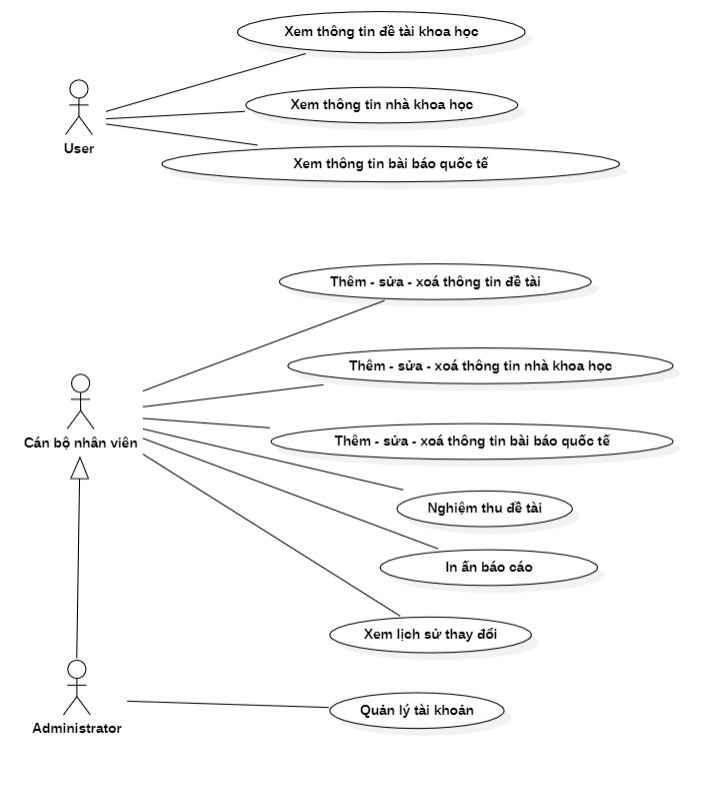 Xem thông tin đề tài khoa học
Xem thông tin nhà khoa học
User
Xem thông tin bài báo quốc tế
Thêm - sửa - xoá thông tin đề tài
Thêm - sửa - xoá thông tin nhà khoa học
Cán bộ nhân viên
Thêm - sửa - xoá thông tin bài báo quốc tế
Nghiệm thu đề tài
In ấn báo cáo
Xem lịch sử thay đổi
Quản lý tài khoản
Administrator